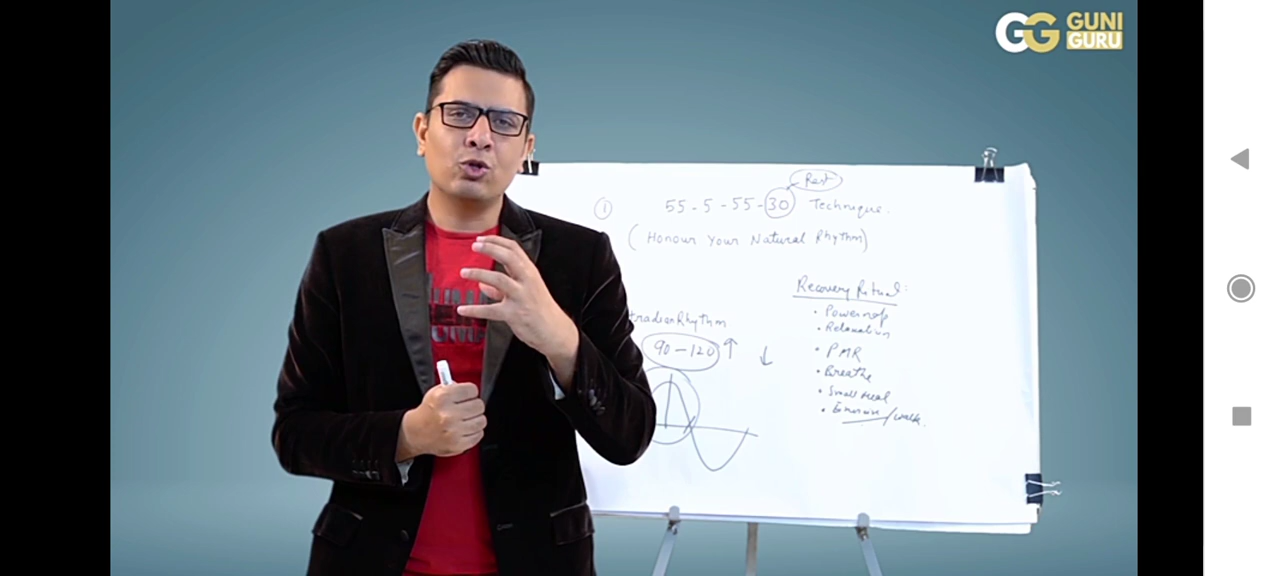 GG GUNI
GURU
Rest
① 55 - 5 - 55 - 30 Technique.
( Honour Your Natural Rhythm)
tradian Rhythm
90 - 120 ↑ ↓
Recovery Ritual:
• Powernap
• Relaxation
• PMR
• Breathe
• Small Meal
• Exercise / walk.